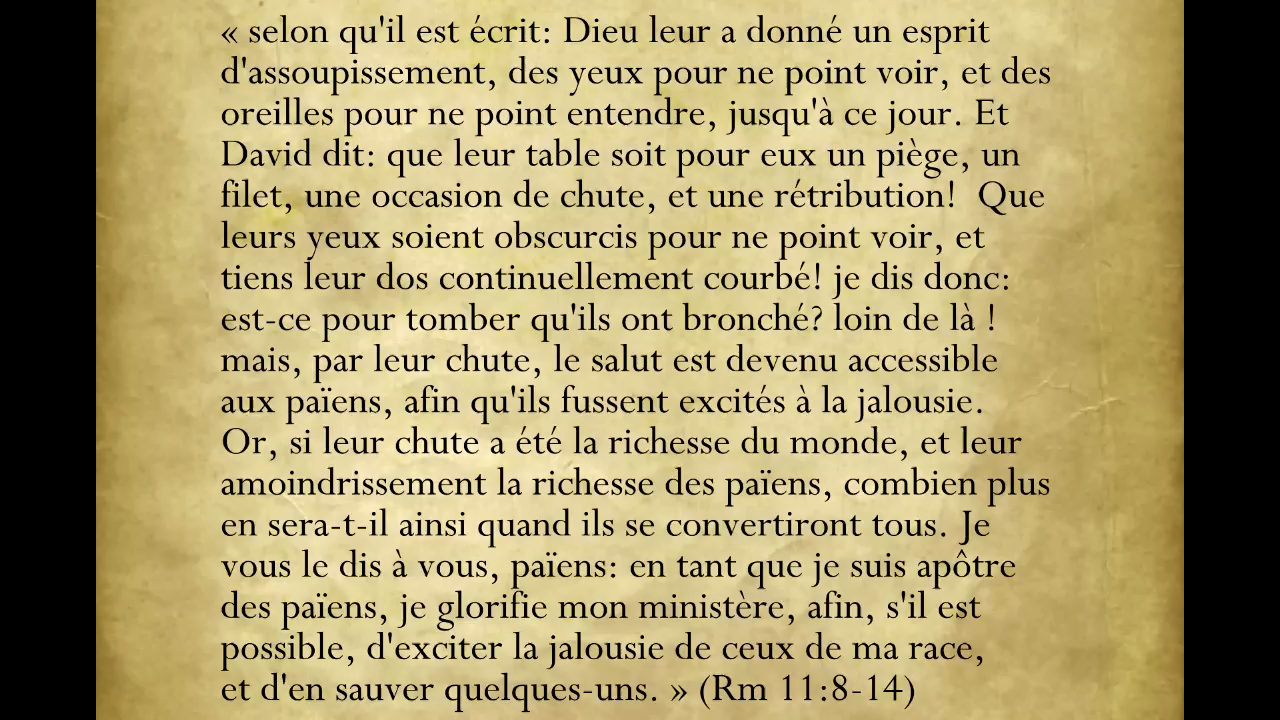 « selon qu'il est écrit: Dieu leur a donné un esprit
d'assoupissement, des yeux pour ne point voir, et des
oreilles pour ne point entendre, jusqu'à ce jour. Et
David dit: que leur table soit pour eux un piège, un
filet, une occasion de chute, et une rétribution!  Que
leurs yeux soient obscurcis pour ne point voir, et
tiens leur dos continuellement courbé! je dis donc:
est-ce pour tomber qu'ils ont bronché? loin de là !
mais, par leur chute, le salut est devenu accessible
aux païens, afin qu'ils fussent excités à la jalousie.
Or, si leur chute a été la richesse du monde, et leur
amoindrissement la richesse des païens, combien plus
en sera-t-il ainsi quand ils se convertiront tous. Je
vous le dis à vous, païens: en tant que je suis apôtre
des païens, je glorifie mon ministère, afin, s'il est
possible, d'exciter la jalousie de ceux de ma race,
et d'en sauver quelques-uns. » (Rm 11:8-14)